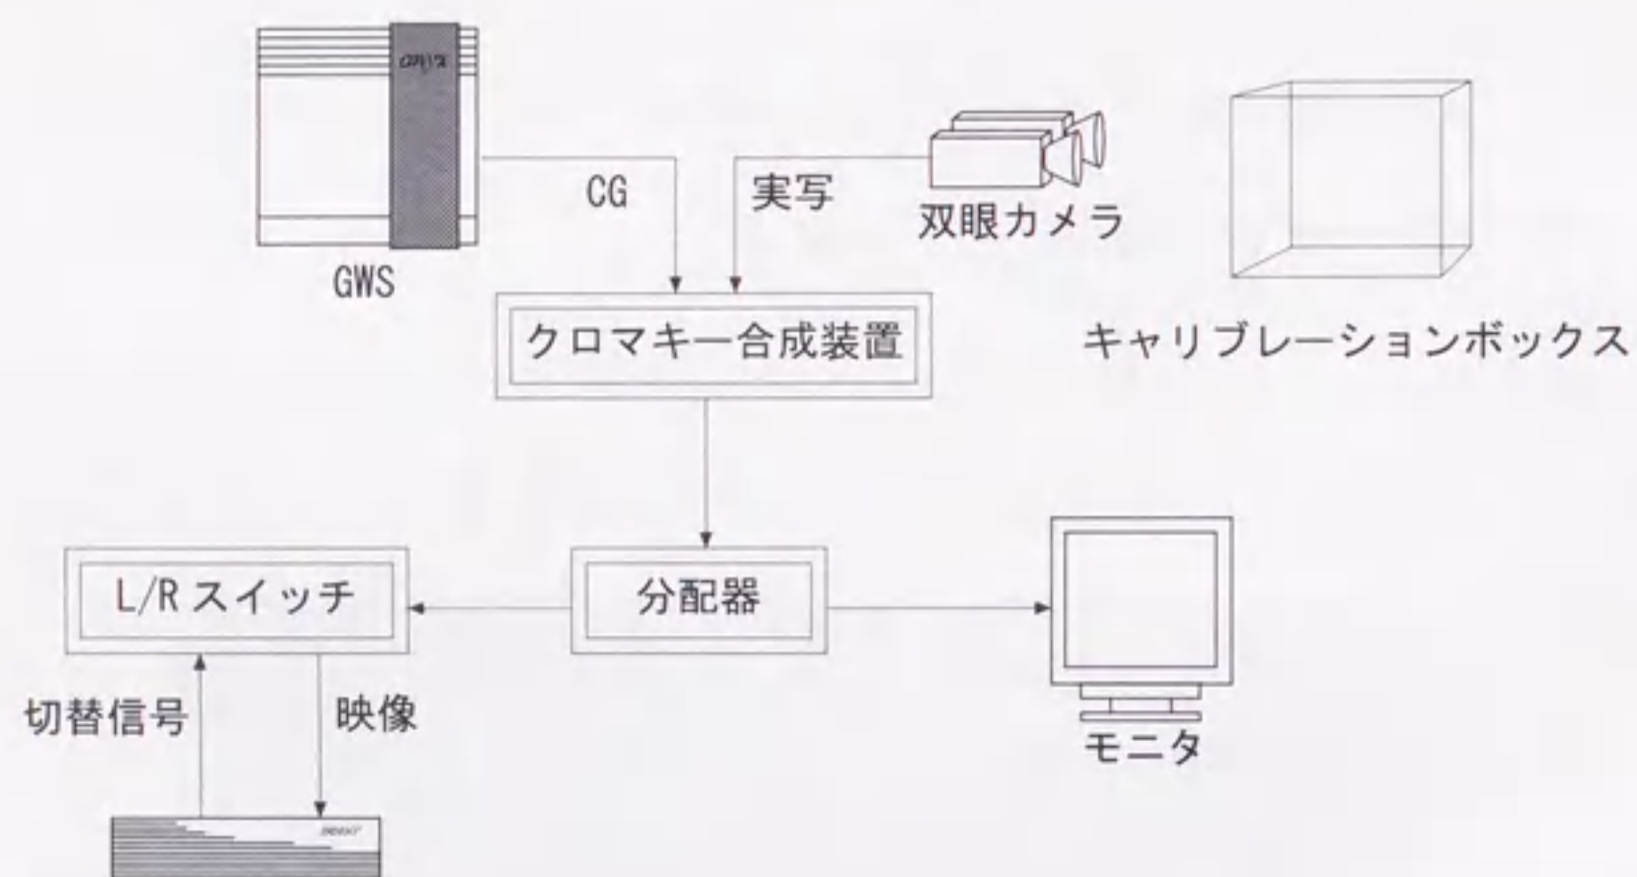 CG
実写
双眼カメラ
GWS
クロマキー合成装置
キャリブレーションボックス
L/R スイッチ
分配器
切替信号
映像
モニタ